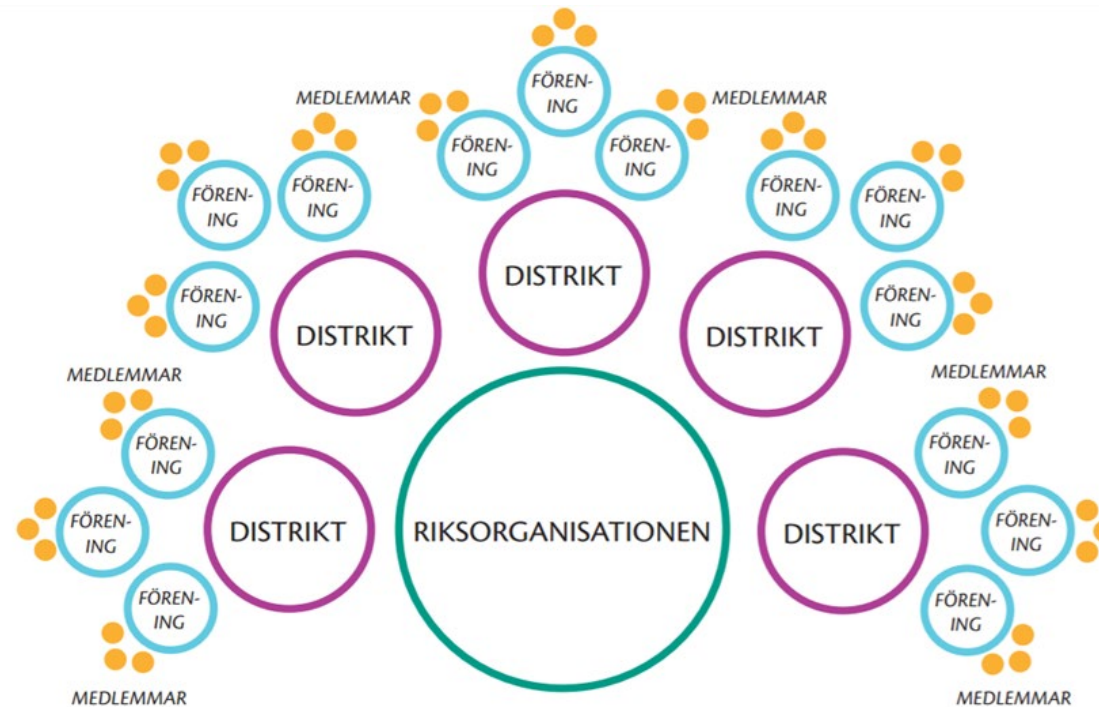 FÖREN-
ING
MEDLEMMAR
FÖREN-
ING
FÖREN-
ING
MEDLEMMAR
FÖREN-
ING
FÖREN-
ING
FÖREN-
ING
FÖREN-
ING
DISTRIKT
FÖREN-
ING
FÖREN-
ING
DISTRIKT
DISTRIKT
MEDLEMMAR
MEDLEMMAR
FÖREN-
ING
FÖREN-
ING
FÖREN-
ING
DISTRIKT
RIKSORGANISATIONEN
DISTRIKT
FÖREN-
ING
FÖREN-
ING
FÖREN-
ING
MEDLEMMAR
MEDLEMMAR